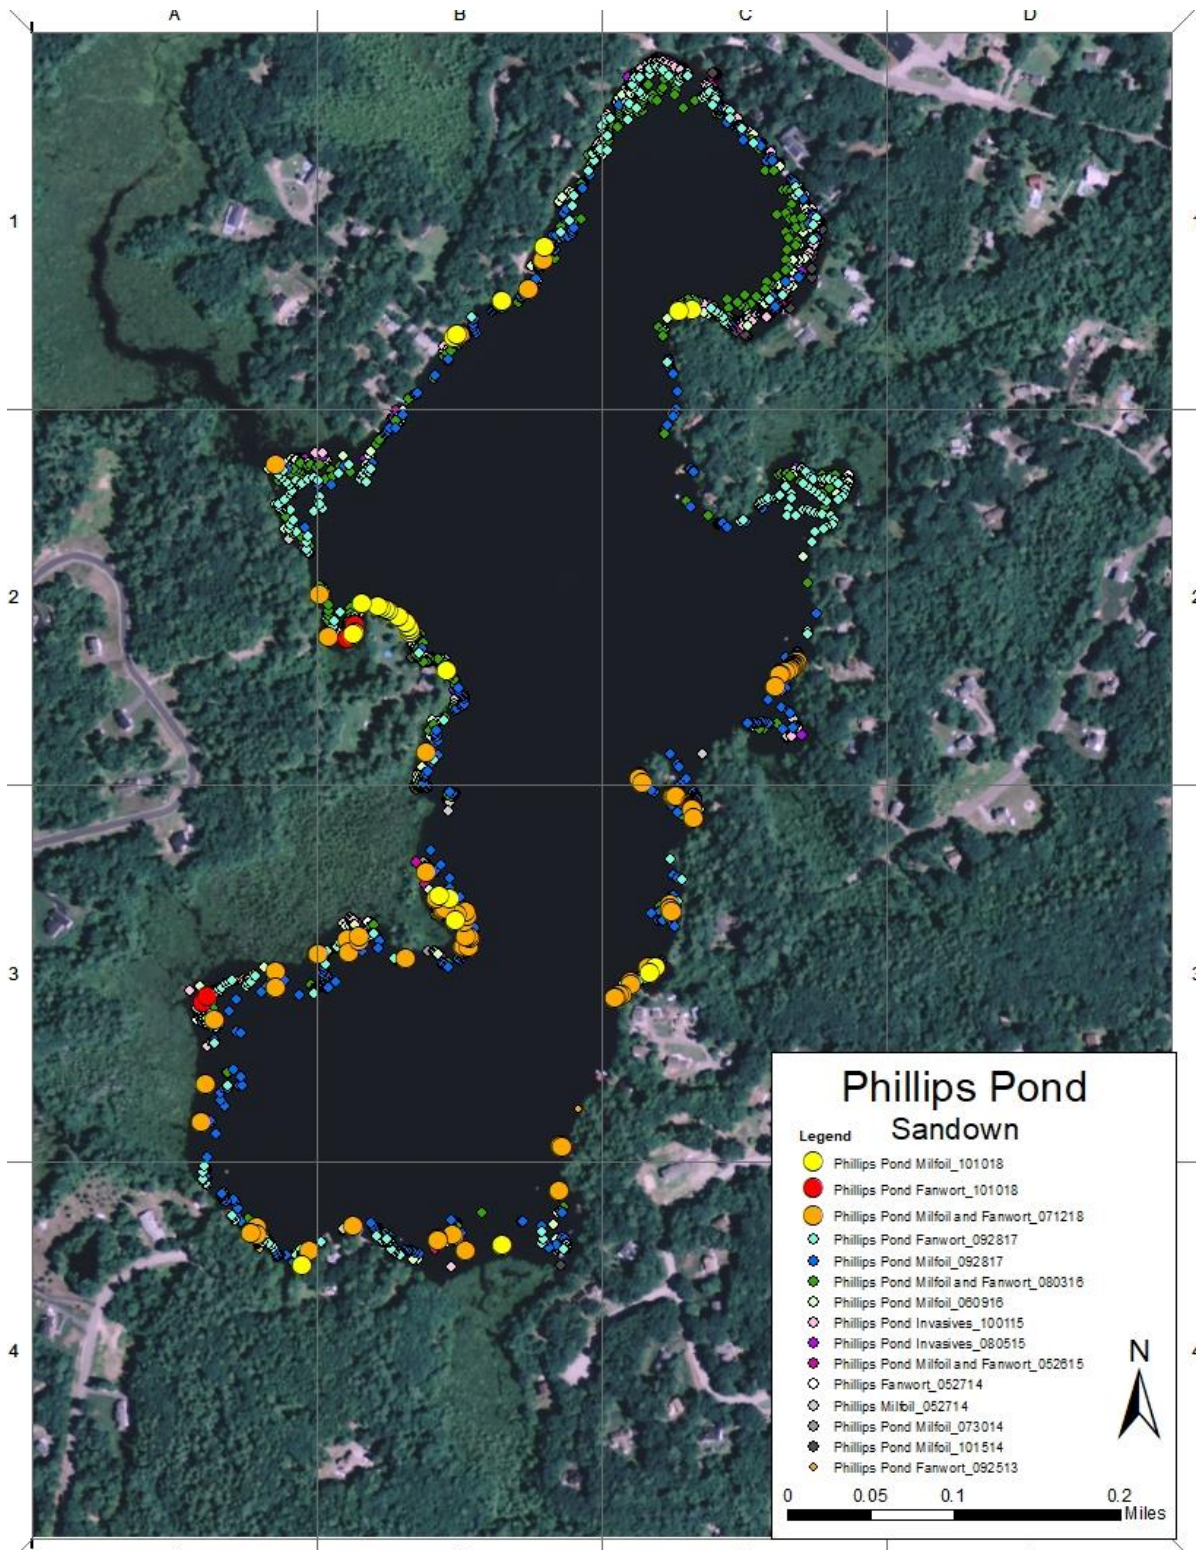 A B C D
1
2
2
3
3
4
4
Phillips Pond
Sandown
Legend
Phillips Pond Milfoil_101018
Phillips Pond Fanwort_101018
Phillips Pond Milfoil and Fanwort_071218
Phillips Pond Fanwort_092817
Phillips Pond Milfoil_092817
Phillips Pond Milfoil and Fanwort_080316
Phillips Pond Milfoil_060916
Phillips Pond Invasives_100115
Phillips Pond Invasives_080515
Phillips Pond Milfoil and Fanwort_052615
Phillips Fanwort_052714
Phillips Milfoil_052714
Phillips Pond Milfoil_073014
Phillips Pond Milfoil_101514
Phillips Pond Fanwort_092513
N
0 0.05 0.1 0.2
Miles